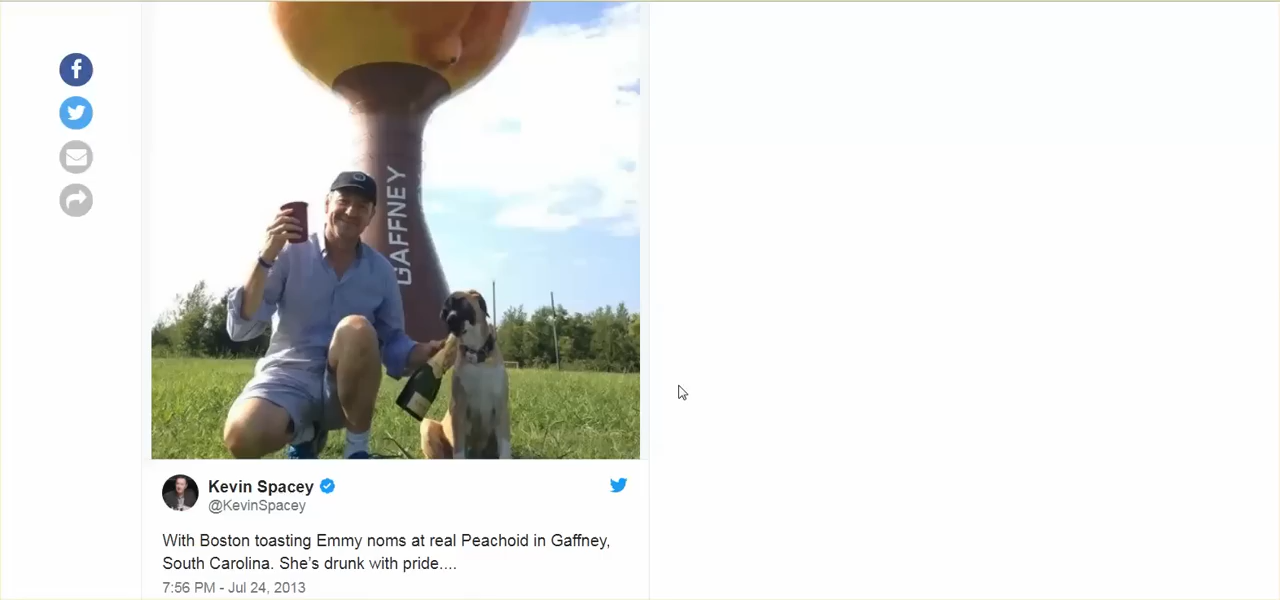 GAFFNEY
Kevin Spacey
@KevinSpacey
With Boston toasting Emmy noms at real Peachoid in Gaffney,
South Carolina. She's drunk with pride....
7:56 PM - Jul 24, 2013